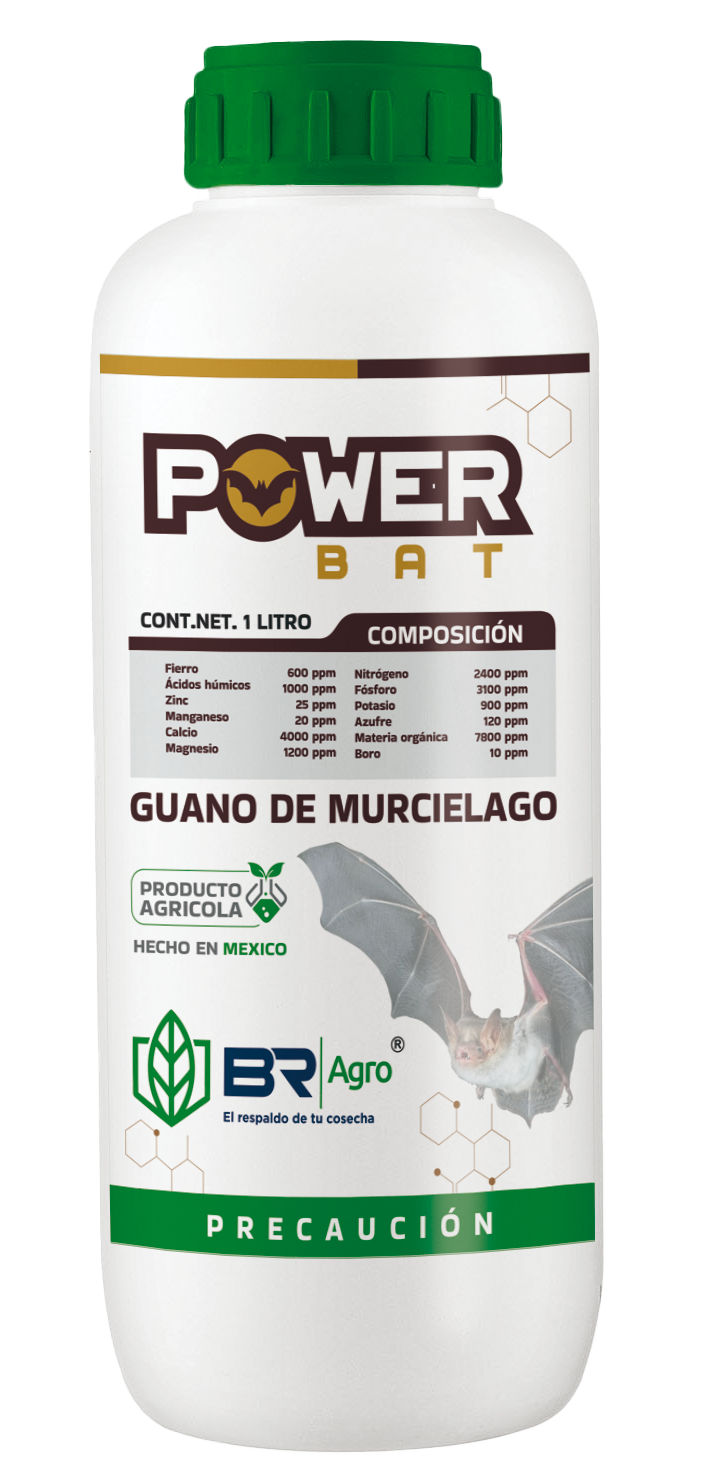 POWER
BAT
CONT.NET. 1 LITRO
COMPOSICIÓN
Fierro 600 ppm
Ácidos húmicos 1000 ppm
Zinc 25 ppm
Manganeso 20 ppm
Calcio 4000 ppm
Magnesio 1200 ppm
Nitrógeno 2400 ppm
Fósforo 3100 ppm
Potasio 900 ppm
Azufre 120 ppm
Materia orgánica 7800 ppm
Boro 10 ppm
GUANO DE MURCIELAGO
PRODUCTO
AGRICOLA
HECHO EN MEXICO
BR Agro ®
El respaldo de tu cosecha
PRECAUCIÓN